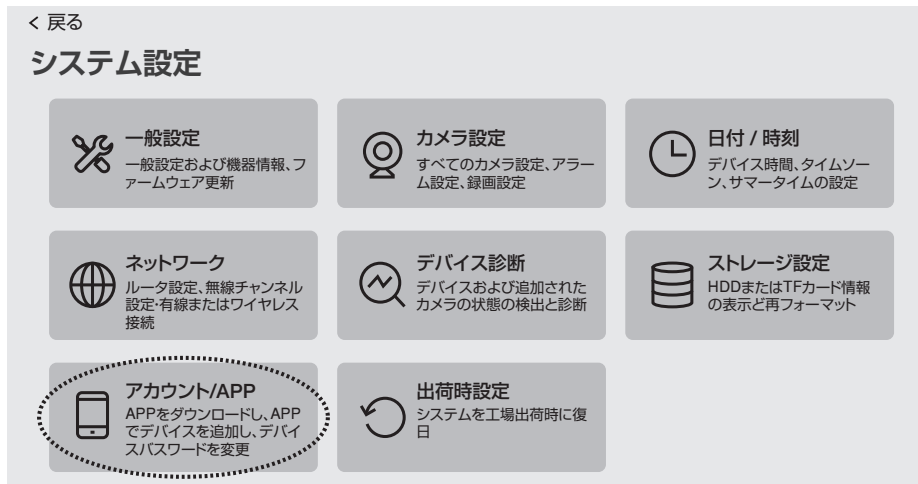 < 戻る
システム設定
一般設定
一般設定および機器情報、フ
ァームウェア更新
カメラ設定
すべてのカメラ設定、アラー
ム設定、録画設定
日付 / 時刻
デバイス時間、タイムゾー
ン、サマータイムの設定
ネットワーク
ルータ設定、無線チャンネル
設定・有線またはワイヤレス
接続
デバイス診断
デバイスおよび追加された
カメラの状態の検出と診断
ストレージ設定
HDDまたはTFカード情報
の表示ど再フォーマット
アカウント/APP
APPをダウンロードし、APP
でデバイスを追加し、デバイ
スパスワードを変更
出荷時設定
システムを工場出荷時に復
日